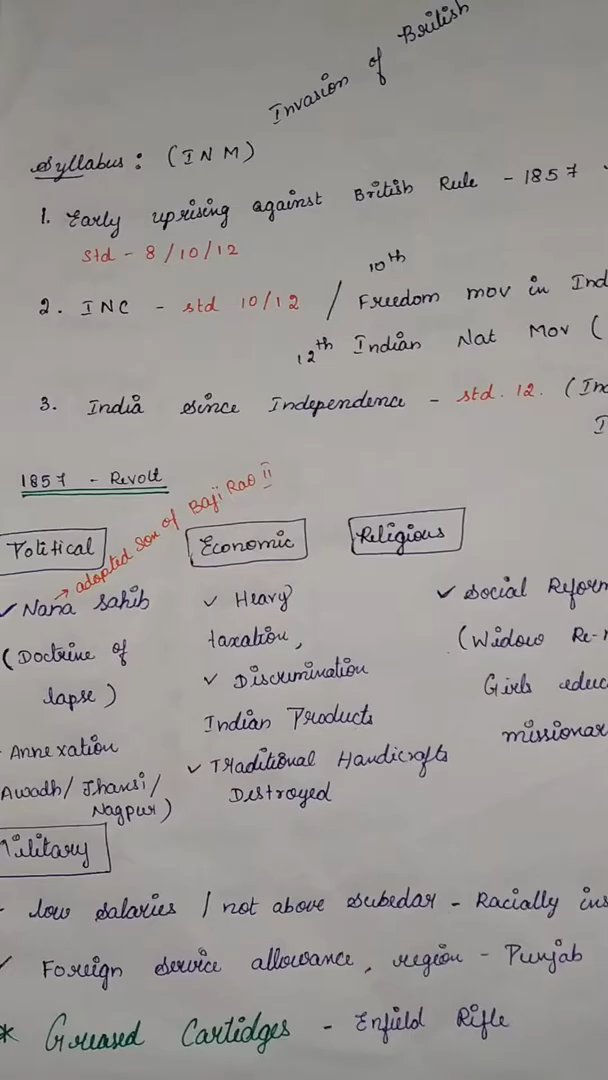 Invasion of British
Syllabus : (INM)
1. Early uprising against British Rule - 1857
Std - 8/10/12
2. INC - std 10/12 / 10th Freedom mov in Ind
12th Indian Nat Mov (
3. India since Independence - std. 12. (Ind
I
1857 - Revolt
adopted son of Baji Rao II
Political
✓ Nana Sahib
(Doctrine of
lapse)
- Annexation
Awadh/Jhansi/
Nagpur)
Economic
✓ Heavy
taxation,
✓ Discrimination
Indian Products
✓ Traditional Handicrafts
Destroyed
Religious
✓ Social Reform
(Widow Re-m
Girls educ
missionar
Military
- low salaries / not above subedar - Racially ins
✓ Foreign service allowance, region - Punjab
* Greased Cartidges - Enfield Rifle